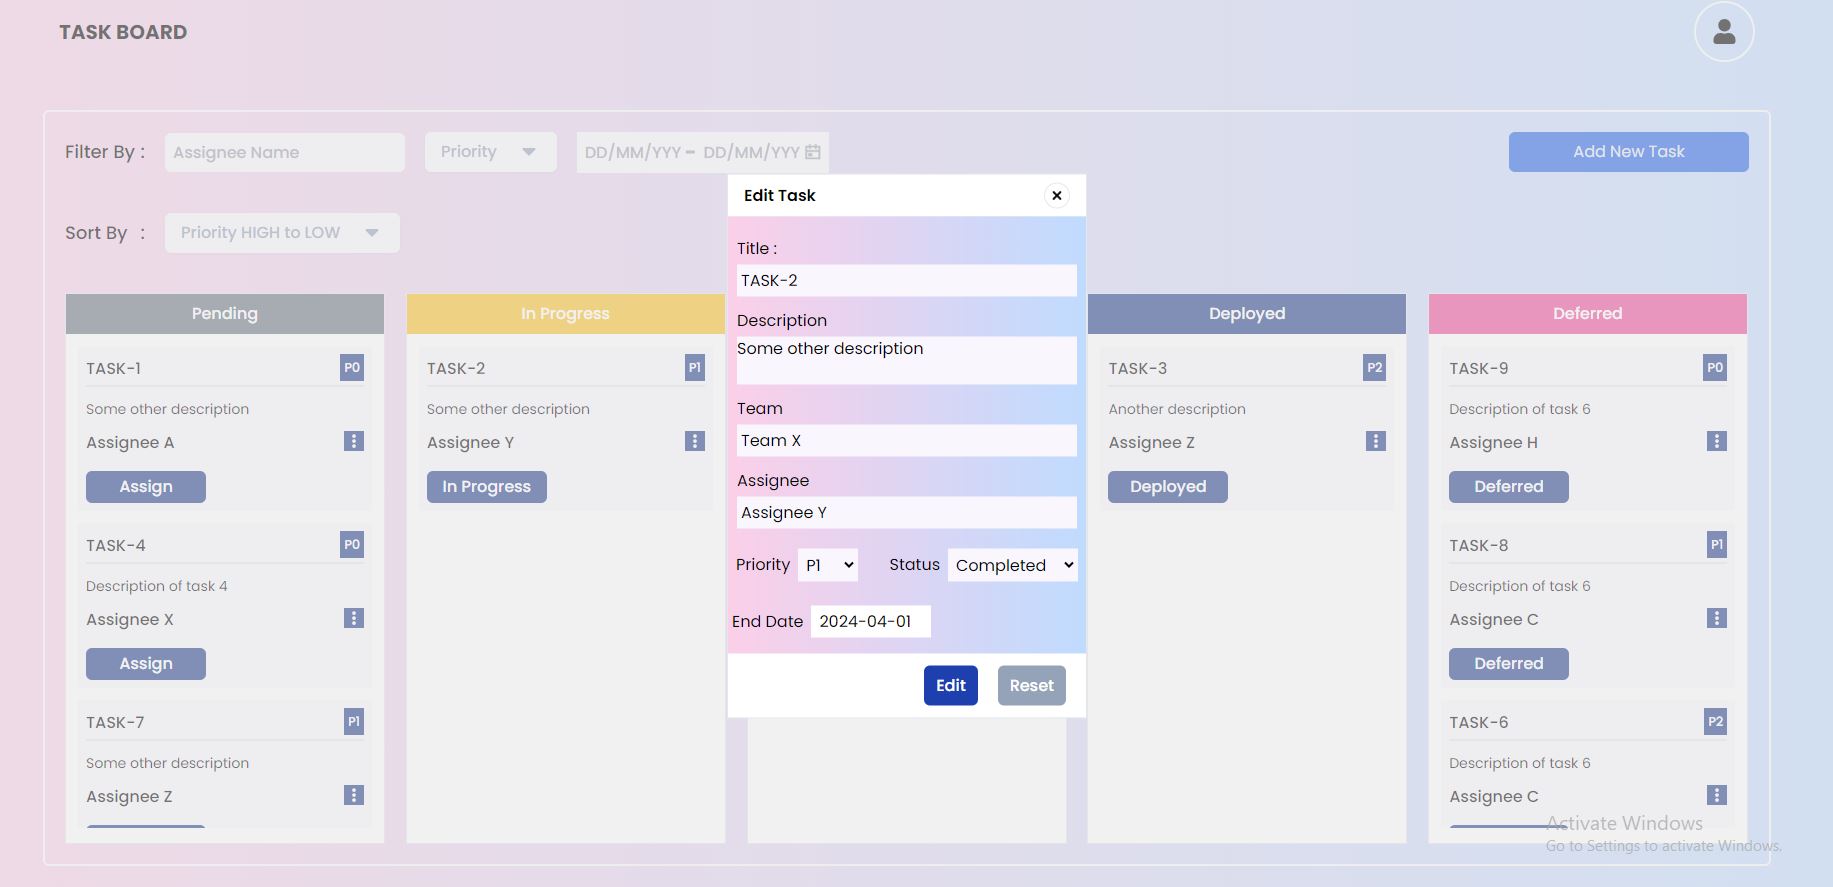 TASK BOARD
Filter By :
Assignee Name
Priority
DD/MM/YYY - DD/MM/YYY
Add New Task
Sort By :
Priority HIGH to LOW
Pending
TASK-1 P0
Some other description
Assignee A
Assign
TASK-4 P0
Description of task 4
Assignee X
Assign
TASK-7 P1
Some other description
Assignee Z
In Progress
TASK-2 P1
Some other description
Assignee Y
In Progress
Edit Task
Title :
TASK-2
Description
Some other description
Team
Team X
Assignee
Assignee Y
Priority P1 Status Completed
End Date 2024-04-01
Edit Reset
Deployed
TASK-3 P2
Another description
Assignee Z
Deployed
Deferred
TASK-9 P0
Description of task 6
Assignee H
Deferred
TASK-8 P1
Description of task 6
Assignee C
Deferred
TASK-6 P2
Description of task 6
Assignee C
Activate Windows
Go to Settings to activate Windows.